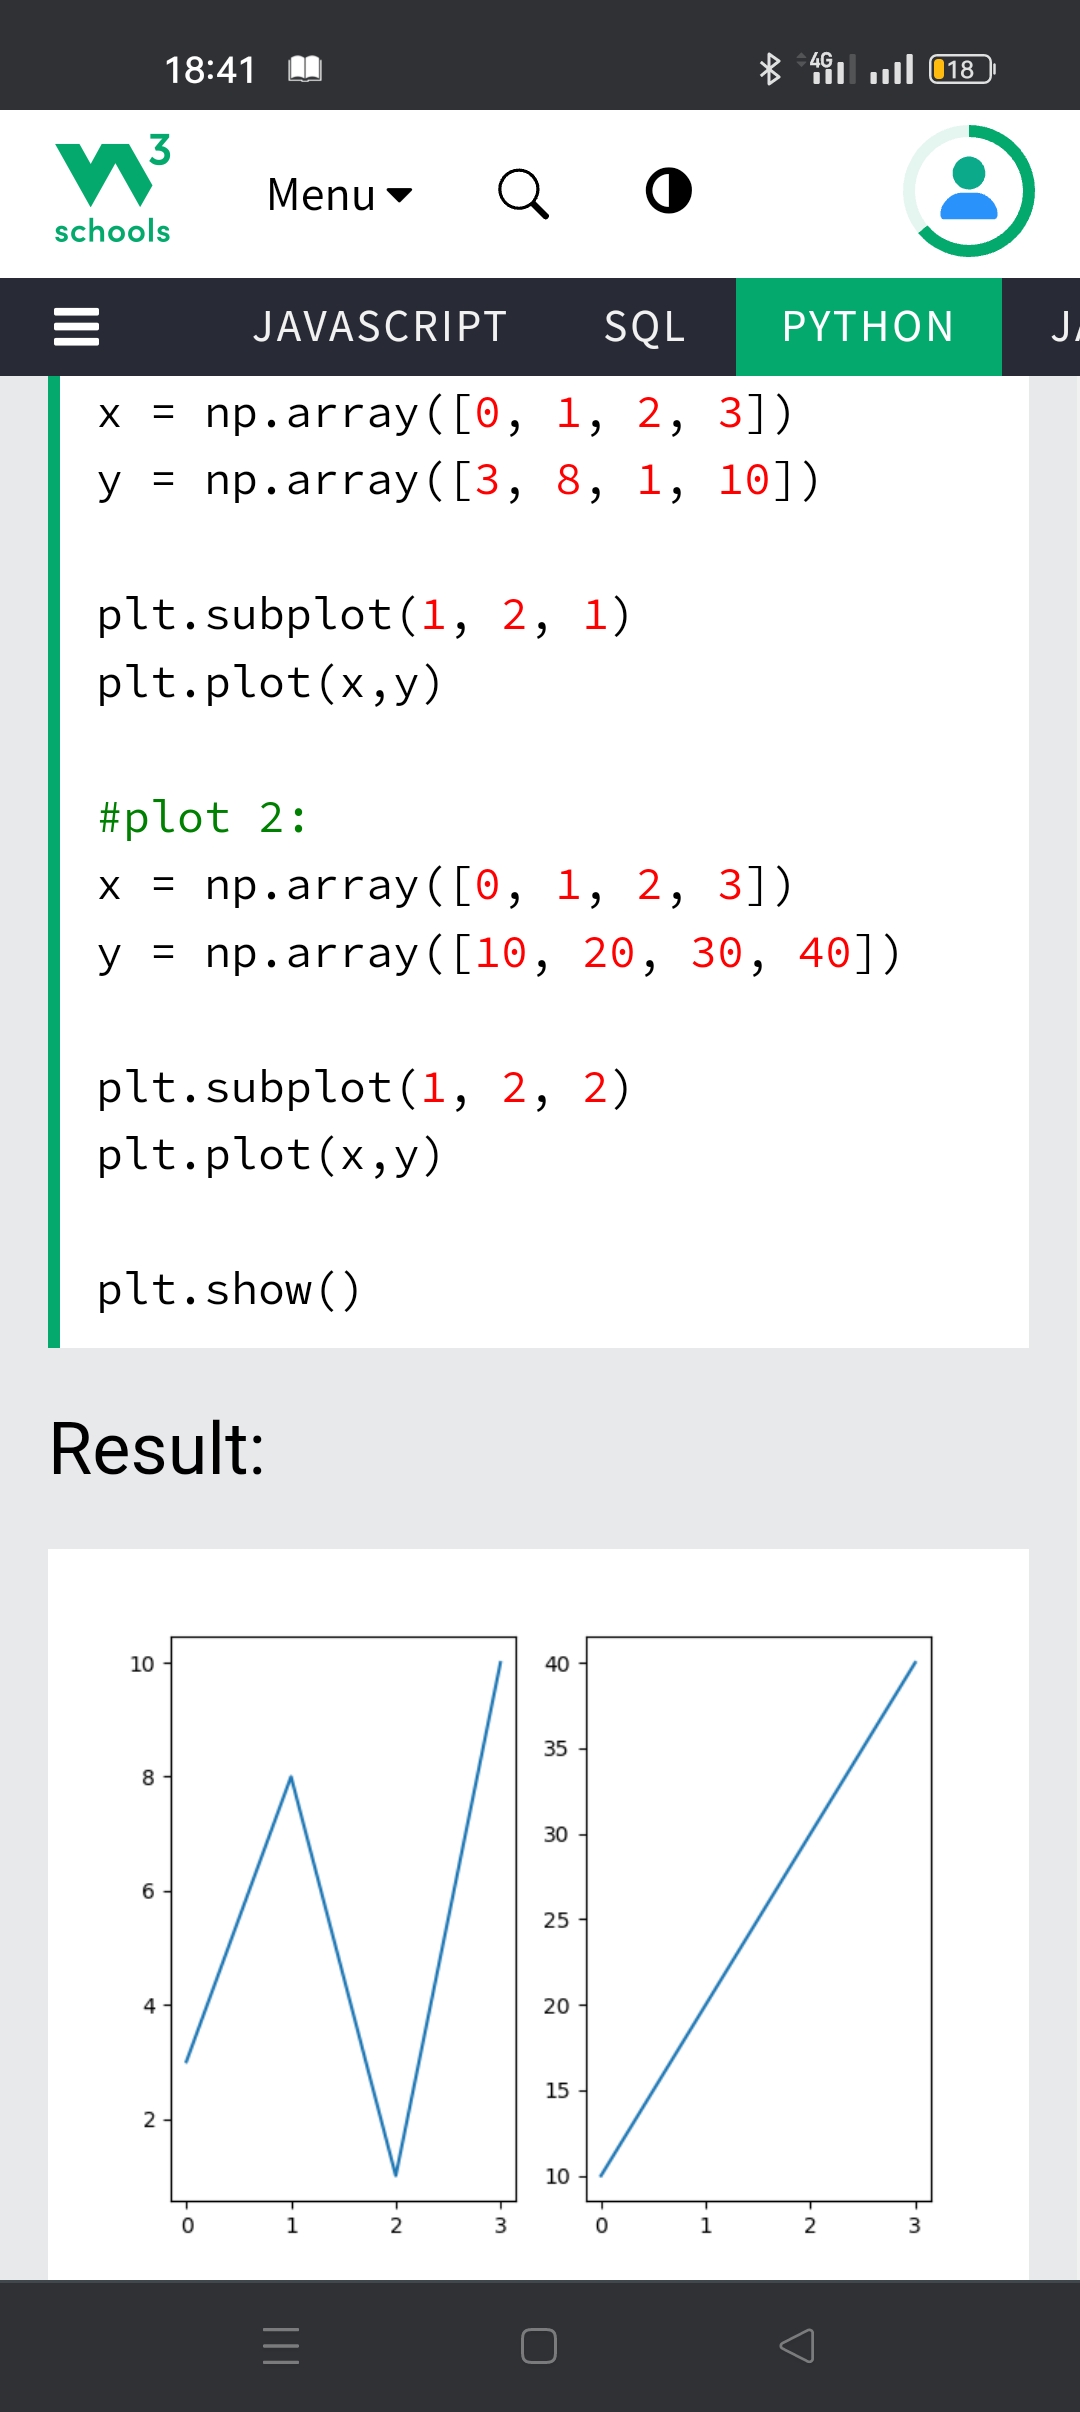 18:41 4G 18
W3
schools
Menu
JAVASCRIPT SQL PYTHON JA
x = np.array([0, 1, 2, 3])
y = np.array([3, 8, 1, 10])
plt.subplot(1, 2, 1)
plt.plot(x,y)
#plot 2:
x = np.array([0, 1, 2, 3])
y = np.array([10, 20, 30, 40])
plt.subplot(1, 2, 2)
plt.plot(x,y)
plt.show()
Result:
10
8
6
4
2
0 1 2 3
40
35
30
25
20
15
10
0 1 2 3